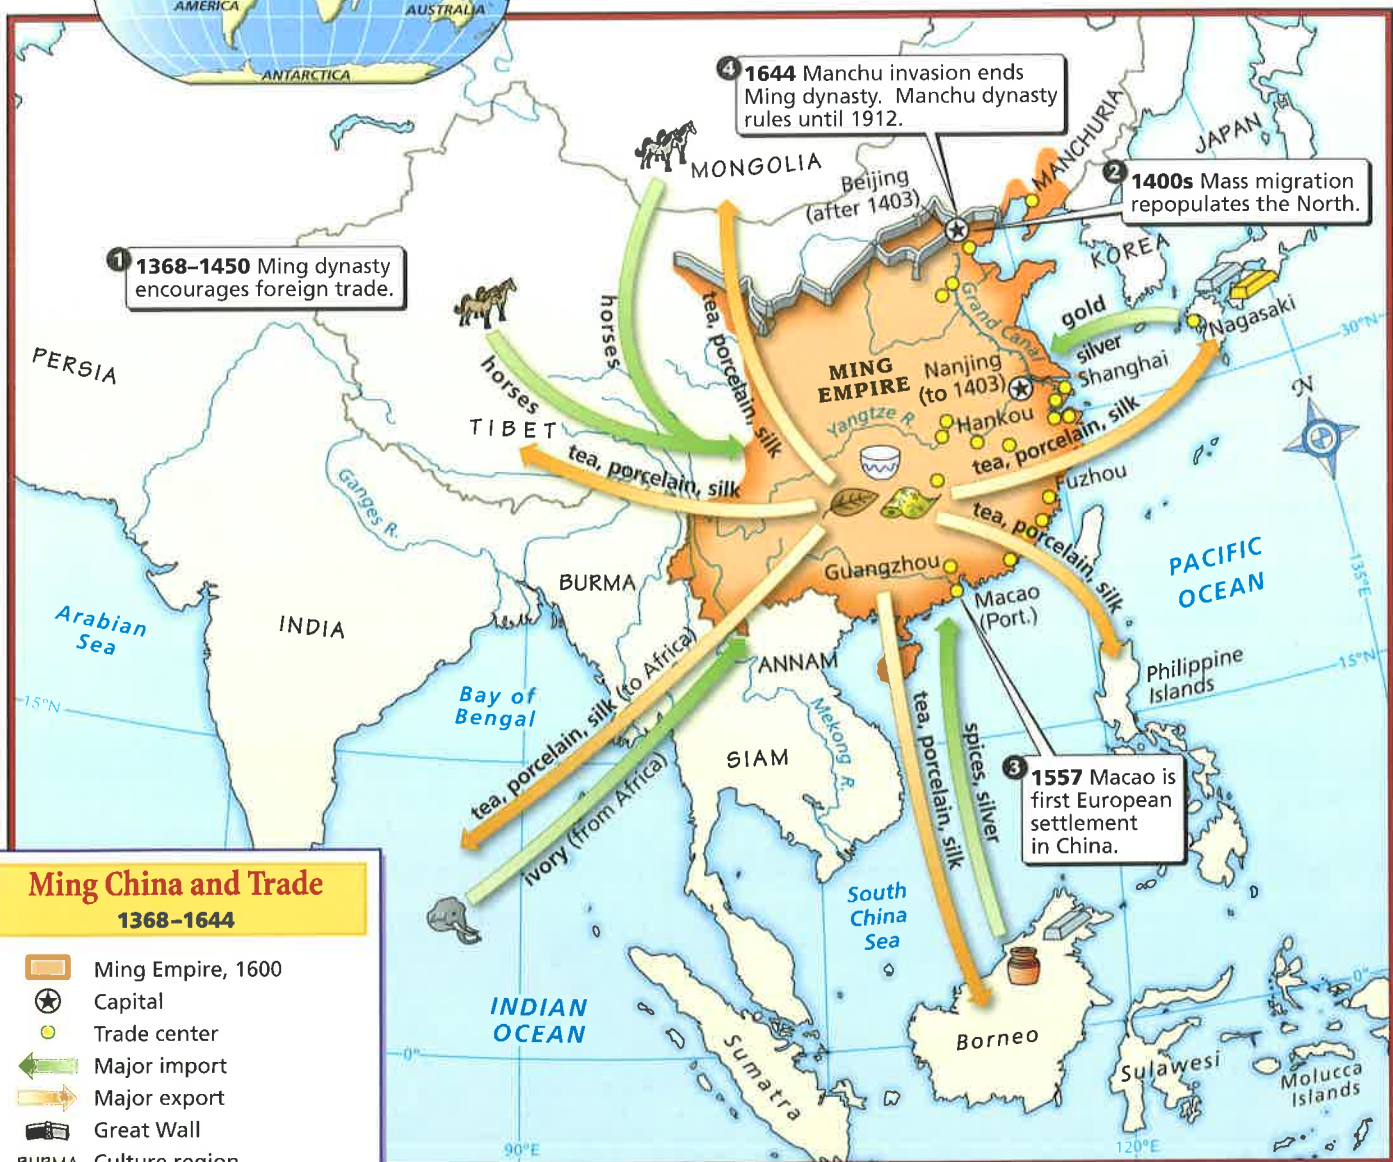 AMERICA
AUSTRALIA
ANTARCTICA
4 1644 Manchu invasion ends
Ming dynasty. Manchu dynasty
rules until 1912.
MANCHURIA
JAPAN
MONGOLIA
Beijing
(after 1403)
2 1400s Mass migration
repopulates the North.
KOREA
1 1368–1450 Ming dynasty
encourages foreign trade.
PERSIA
horses
tea, porcelain, silk
horses
TIBET
tea, porcelain, silk
Grand Canal
gold
silver
Nagasaki
30°N
MING
EMPIRE
Nanjing
(to 1403)
Shanghai
Yangtze R.
Hankou
tea, porcelain, silk
N
Fuzhou
tea, porcelain, silk
Ganges R.
PACIFIC
OCEAN
135°E
Guangzhou
Macao
(Port.)
BURMA
INDIA
Arabian
Sea
15°N
Bay of
Bengal
tea, porcelain, silk (to Africa)
ivory (from Africa)
ANNAM
SIAM
Mekong R.
tea, porcelain, silk
spices, silver
Philippine
Islands
15°N
3 1557 Macao is
first European
settlement
in China.
South
China
Sea
INDIAN
OCEAN
0°
0°
Sumatra
Borneo
Sulawesi
Molucca
Islands
90°E
120°E
Ming China and Trade
1368–1644
Ming Empire, 1600
Capital
Trade center
Major import
Major export
Great Wall
BURMA Culture region